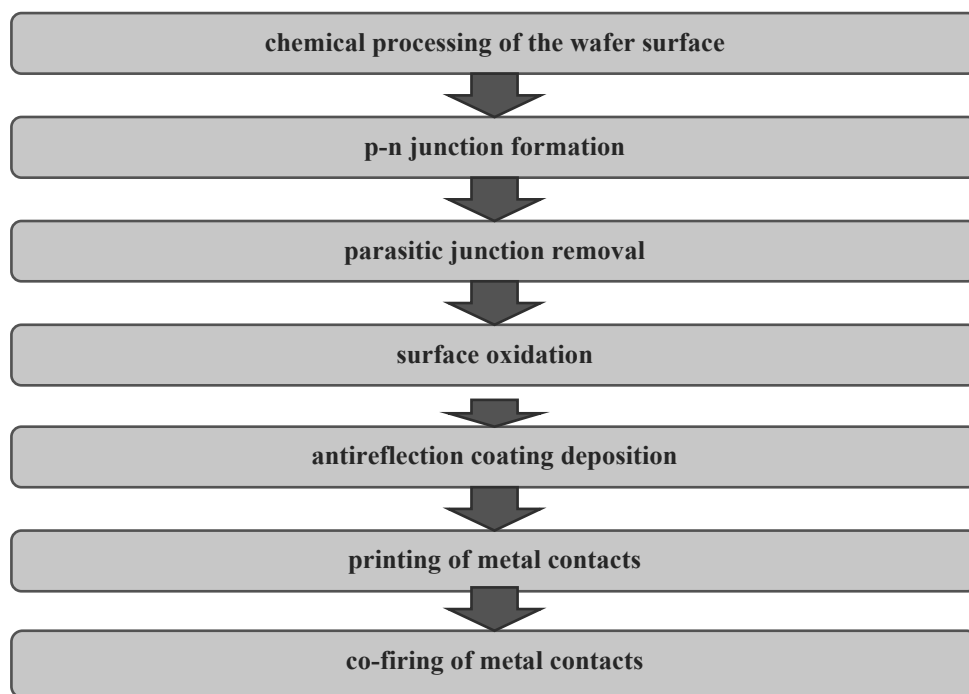 chemical processing of the wafer surface
p-n junction formation
parasitic junction removal
surface oxidation
antireflection coating deposition
printing of metal contacts
co-firing of metal contacts